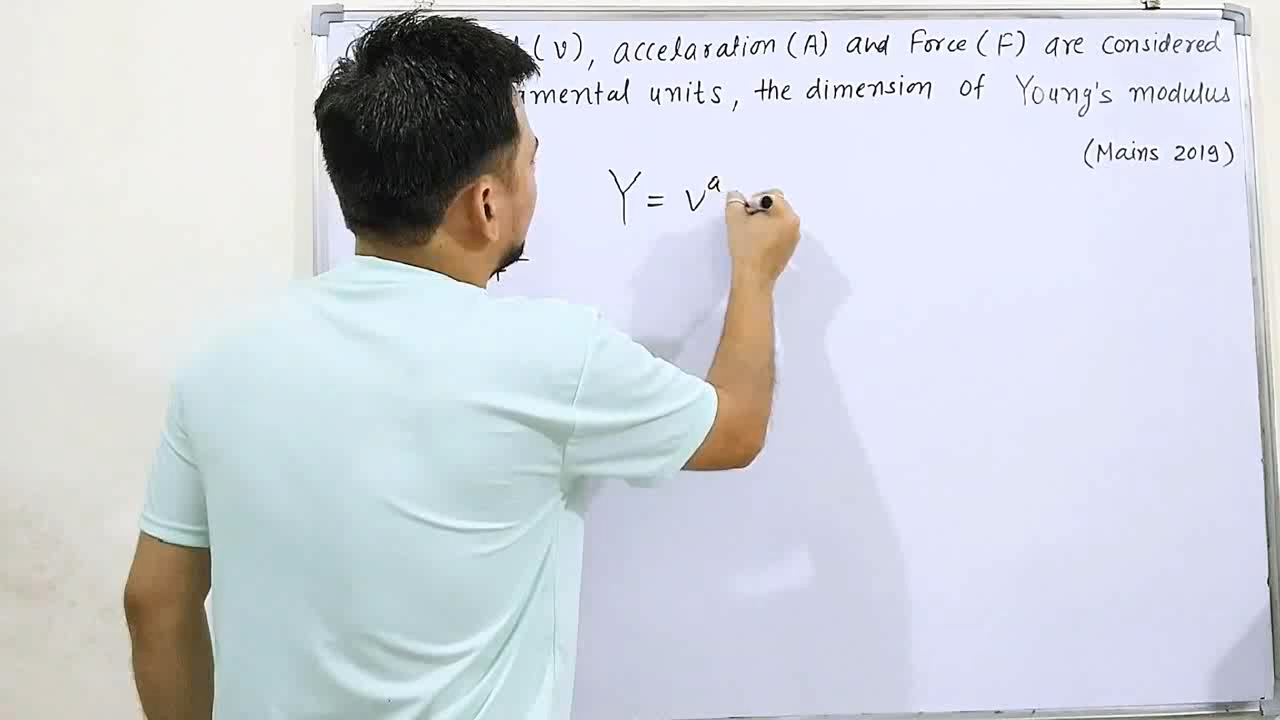 (v), accelaration (A) and Force (F) are considered
mental units, the dimension of Young's modulus
(Mains 2019)
Y = v^a